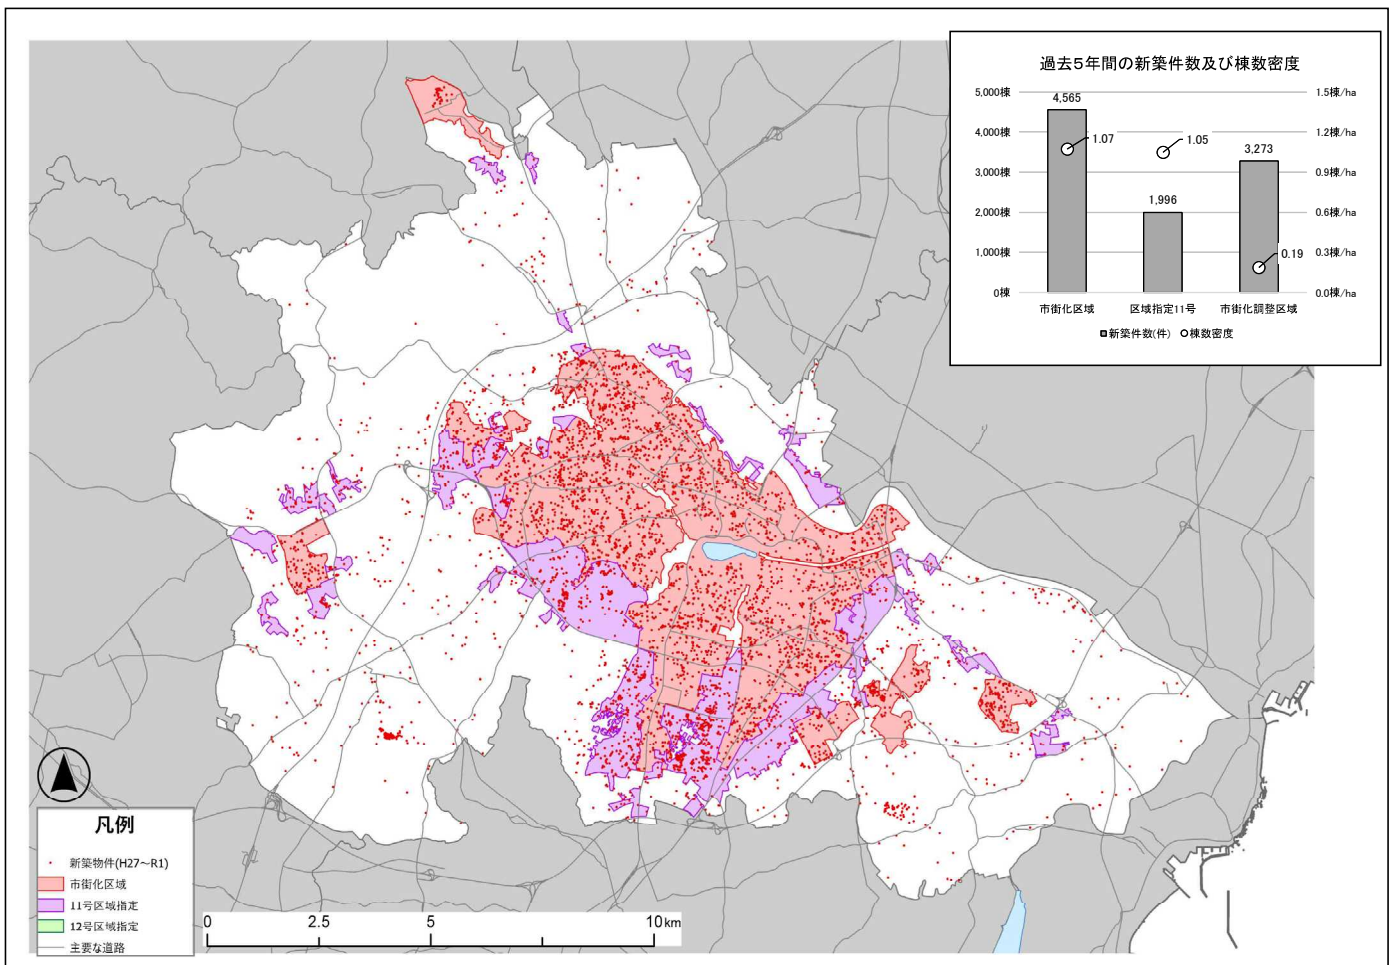 過去5年間の新築件数及び棟数密度
5,000棟
4,000棟
3,000棟
2,000棟
1,000棟
0棟
1.5棟/ha
1.2棟/ha
0.9棟/ha
0.6棟/ha
0.3棟/ha
0.0棟/ha
4,565
1.07
1,996
1.05
3,273
0.19
市街化区域 区域指定11号 市街化調整区域
新築件数(件) 棟数密度
凡例
新築物件(H27～R1)
市街化区域
11号区域指定
12号区域指定
主要な道路
0 2.5 5 10km